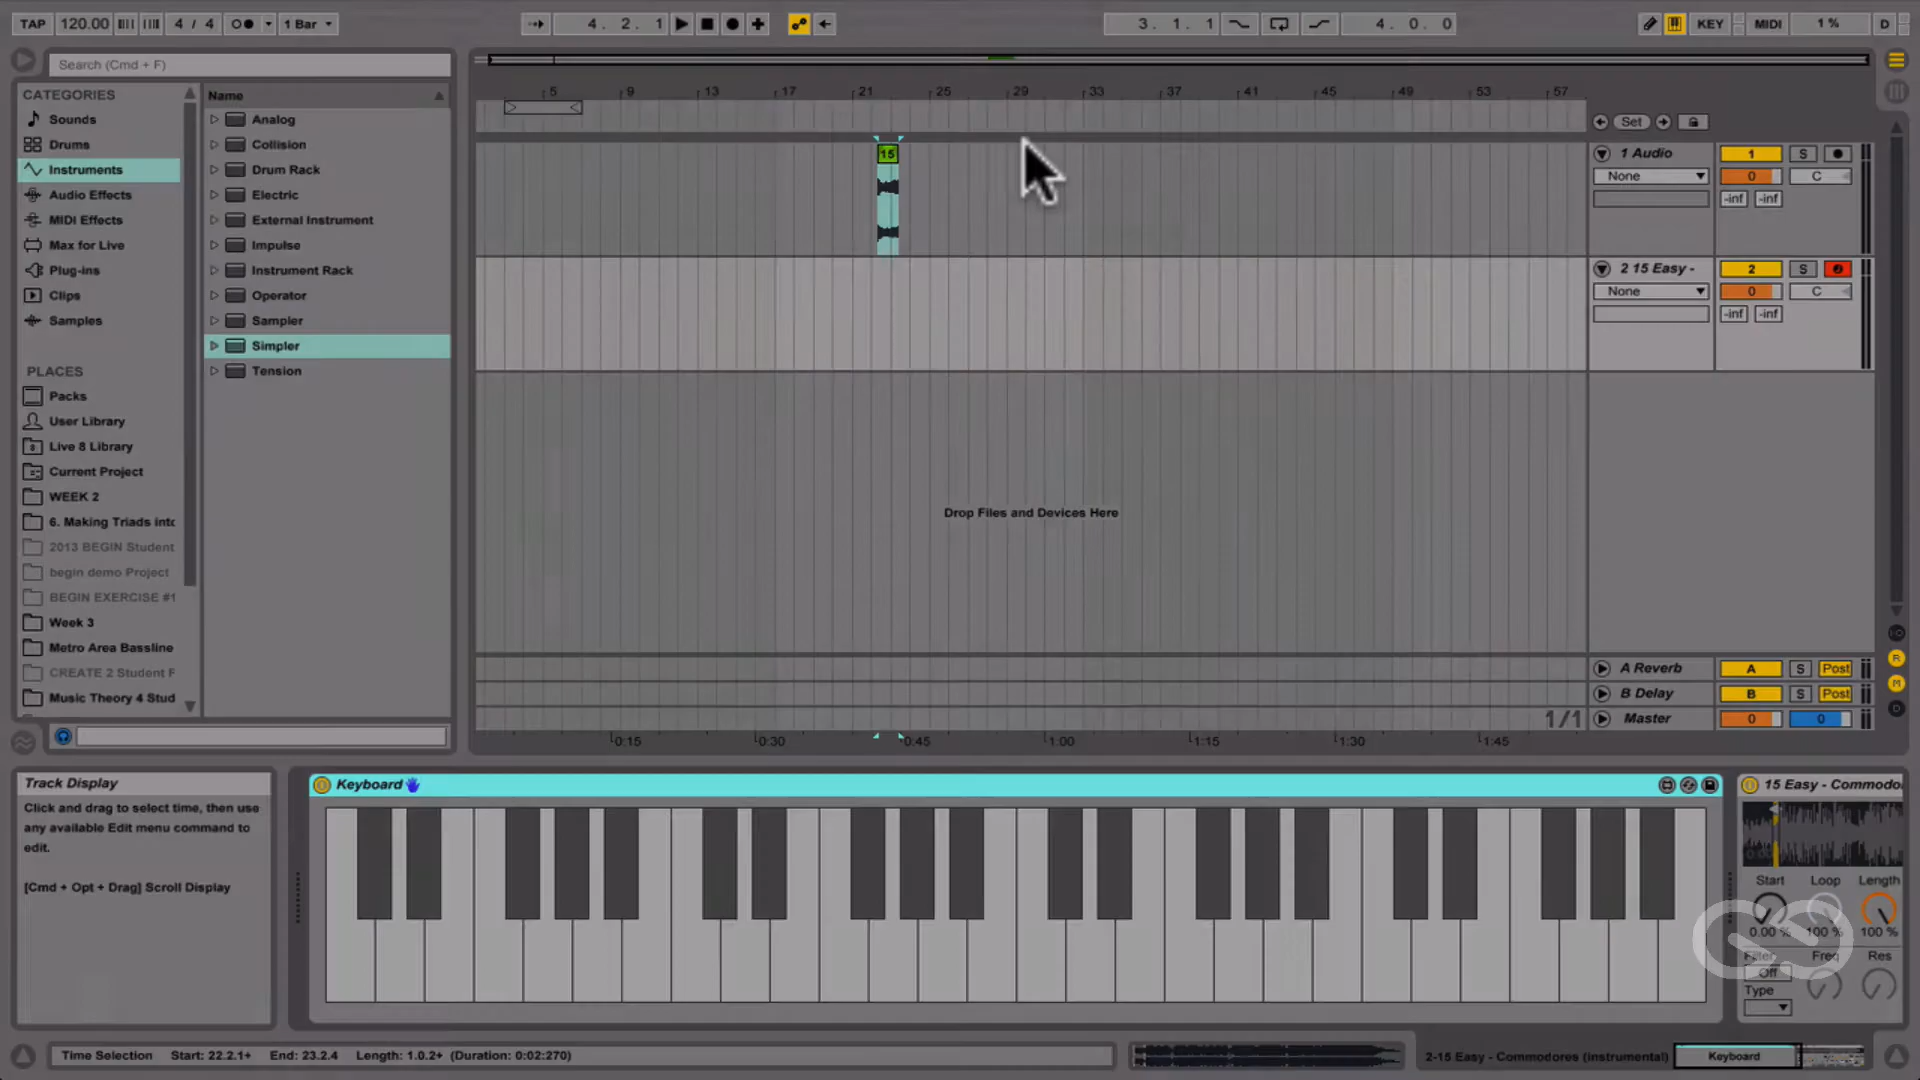 TAP 120.00 4 / 4 1 Bar 4. 2. 1 3. 1. 1 4. 0. 0 KEY MIDI 1 % D
Search (Cmd + F)
CATEGORIES
Sounds
Drums
Instruments
Audio Effects
MIDI Effects
Max for Live
Plug-ins
Clips
Samples
PLACES
Packs
User Library
Live 8 Library
Current Project
WEEK 2
6. Making Triads into
2013 BEGIN Student
begin demo Project
BEGIN EXERCISE #1
Week 3
Metro Area Bassline
CREATE 2 Student F
Music Theory 4 Stud
Name
Analog
Collision
Drum Rack
Electric
External Instrument
Impulse
Instrument Rack
Operator
Sampler
Simpler
Tension
5 9 13 17 21 25 29 33 37 41 45 49 53 57
Set
15
1 Audio 1 S
None 0 C
-inf -inf
2 15 Easy - 2 S
None 0 C
-inf -inf
Drop Files and Devices Here
A Reverb A S Post
B Delay B S Post
1/1 Master 0 0
0:15 0:30 0:45 1:00 1:15 1:30 1:45
I·O
R
M
D
Track Display
Click and drag to select time, then use
any available Edit menu command to
edit.
[Cmd + Opt + Drag] Scroll Display
Keyboard
15 Easy - Commodor
Start Loop Length
0.00 % 100 % 100 %
Filter Freq Res
Off
Type
Time Selection Start: 22.2.1+ End: 23.2.4 Length: 1.0.2+ (Duration: 0:02:270)
2-15 Easy - Commodores (instrumental) Keyboard